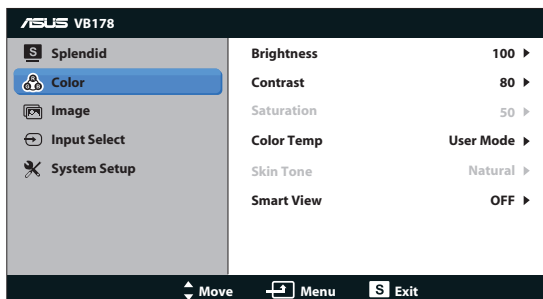 ASUS VB178
S Splendid
Color
Image
Input Select
System Setup
Brightness 100
Contrast 80
Saturation 50
Color Temp User Mode
Skin Tone Natural
Smart View OFF
Move Menu S Exit